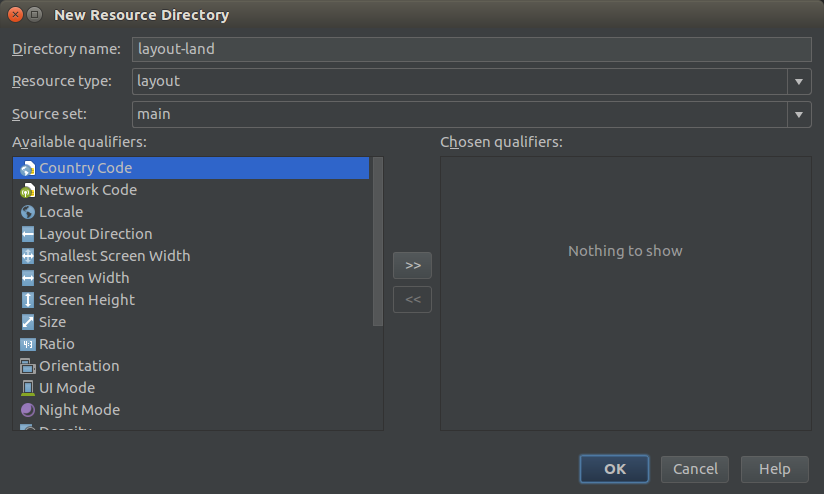 New Resource Directory
Directory name: layout-land
Resource type: layout
Source set: main
Available qualifiers:
Chosen qualifiers:
Country Code
Network Code
Locale
Layout Direction
Smallest Screen Width
Screen Width
Screen Height
Size
Ratio
Orientation
UI Mode
Night Mode
Density
>>
<<
Nothing to show
OK Cancel Help